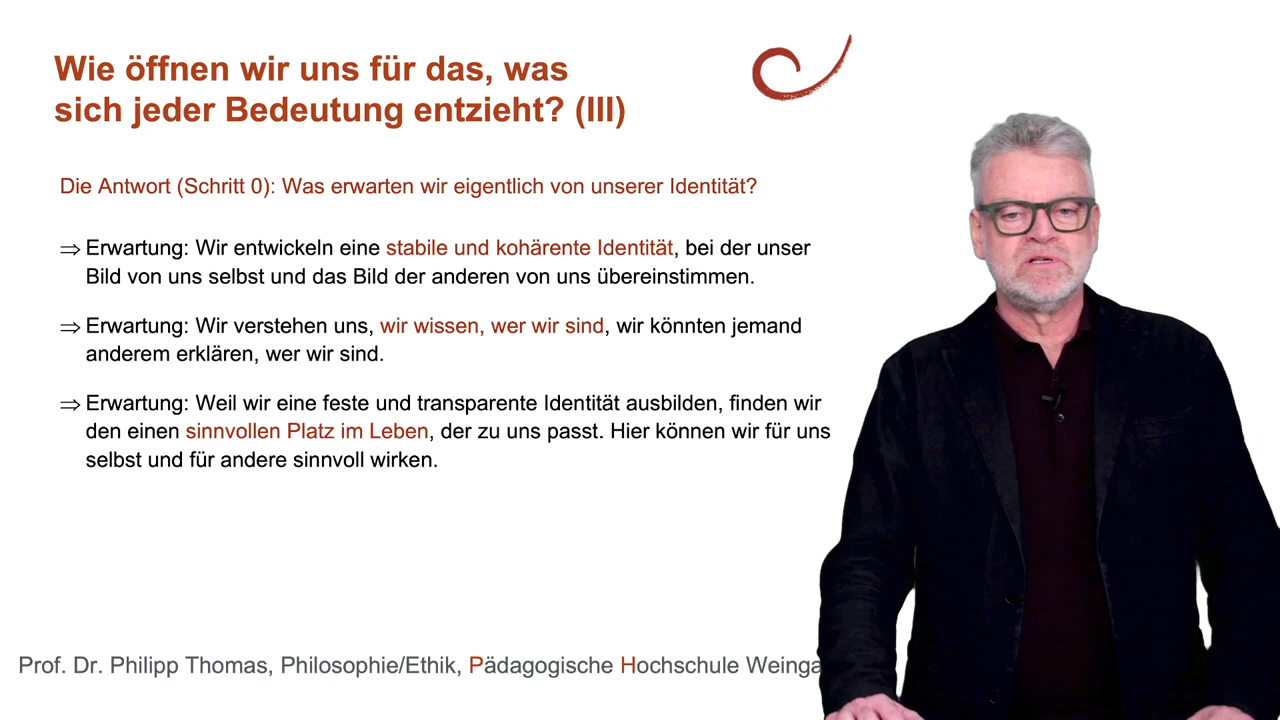 Wie öffnen wir uns für das, was
sich jeder Bedeutung entzieht? (III)
Die Antwort (Schritt 0): Was erwarten wir eigentlich von unserer Identität?
⇒ Erwartung: Wir entwickeln eine stabile und kohärente Identität, bei der unser
Bild von uns selbst und das Bild der anderen von uns übereinstimmen.
⇒ Erwartung: Wir verstehen uns, wir wissen, wer wir sind, wir könnten jemand
anderem erklären, wer wir sind.
⇒ Erwartung: Weil wir eine feste und transparente Identität ausbilden, finden wir
den einen sinnvollen Platz im Leben, der zu uns passt. Hier können wir für uns
selbst und für andere sinnvoll wirken.
Prof. Dr. Philipp Thomas, Philosophie/Ethik, Pädagogische Hochschule Weinga